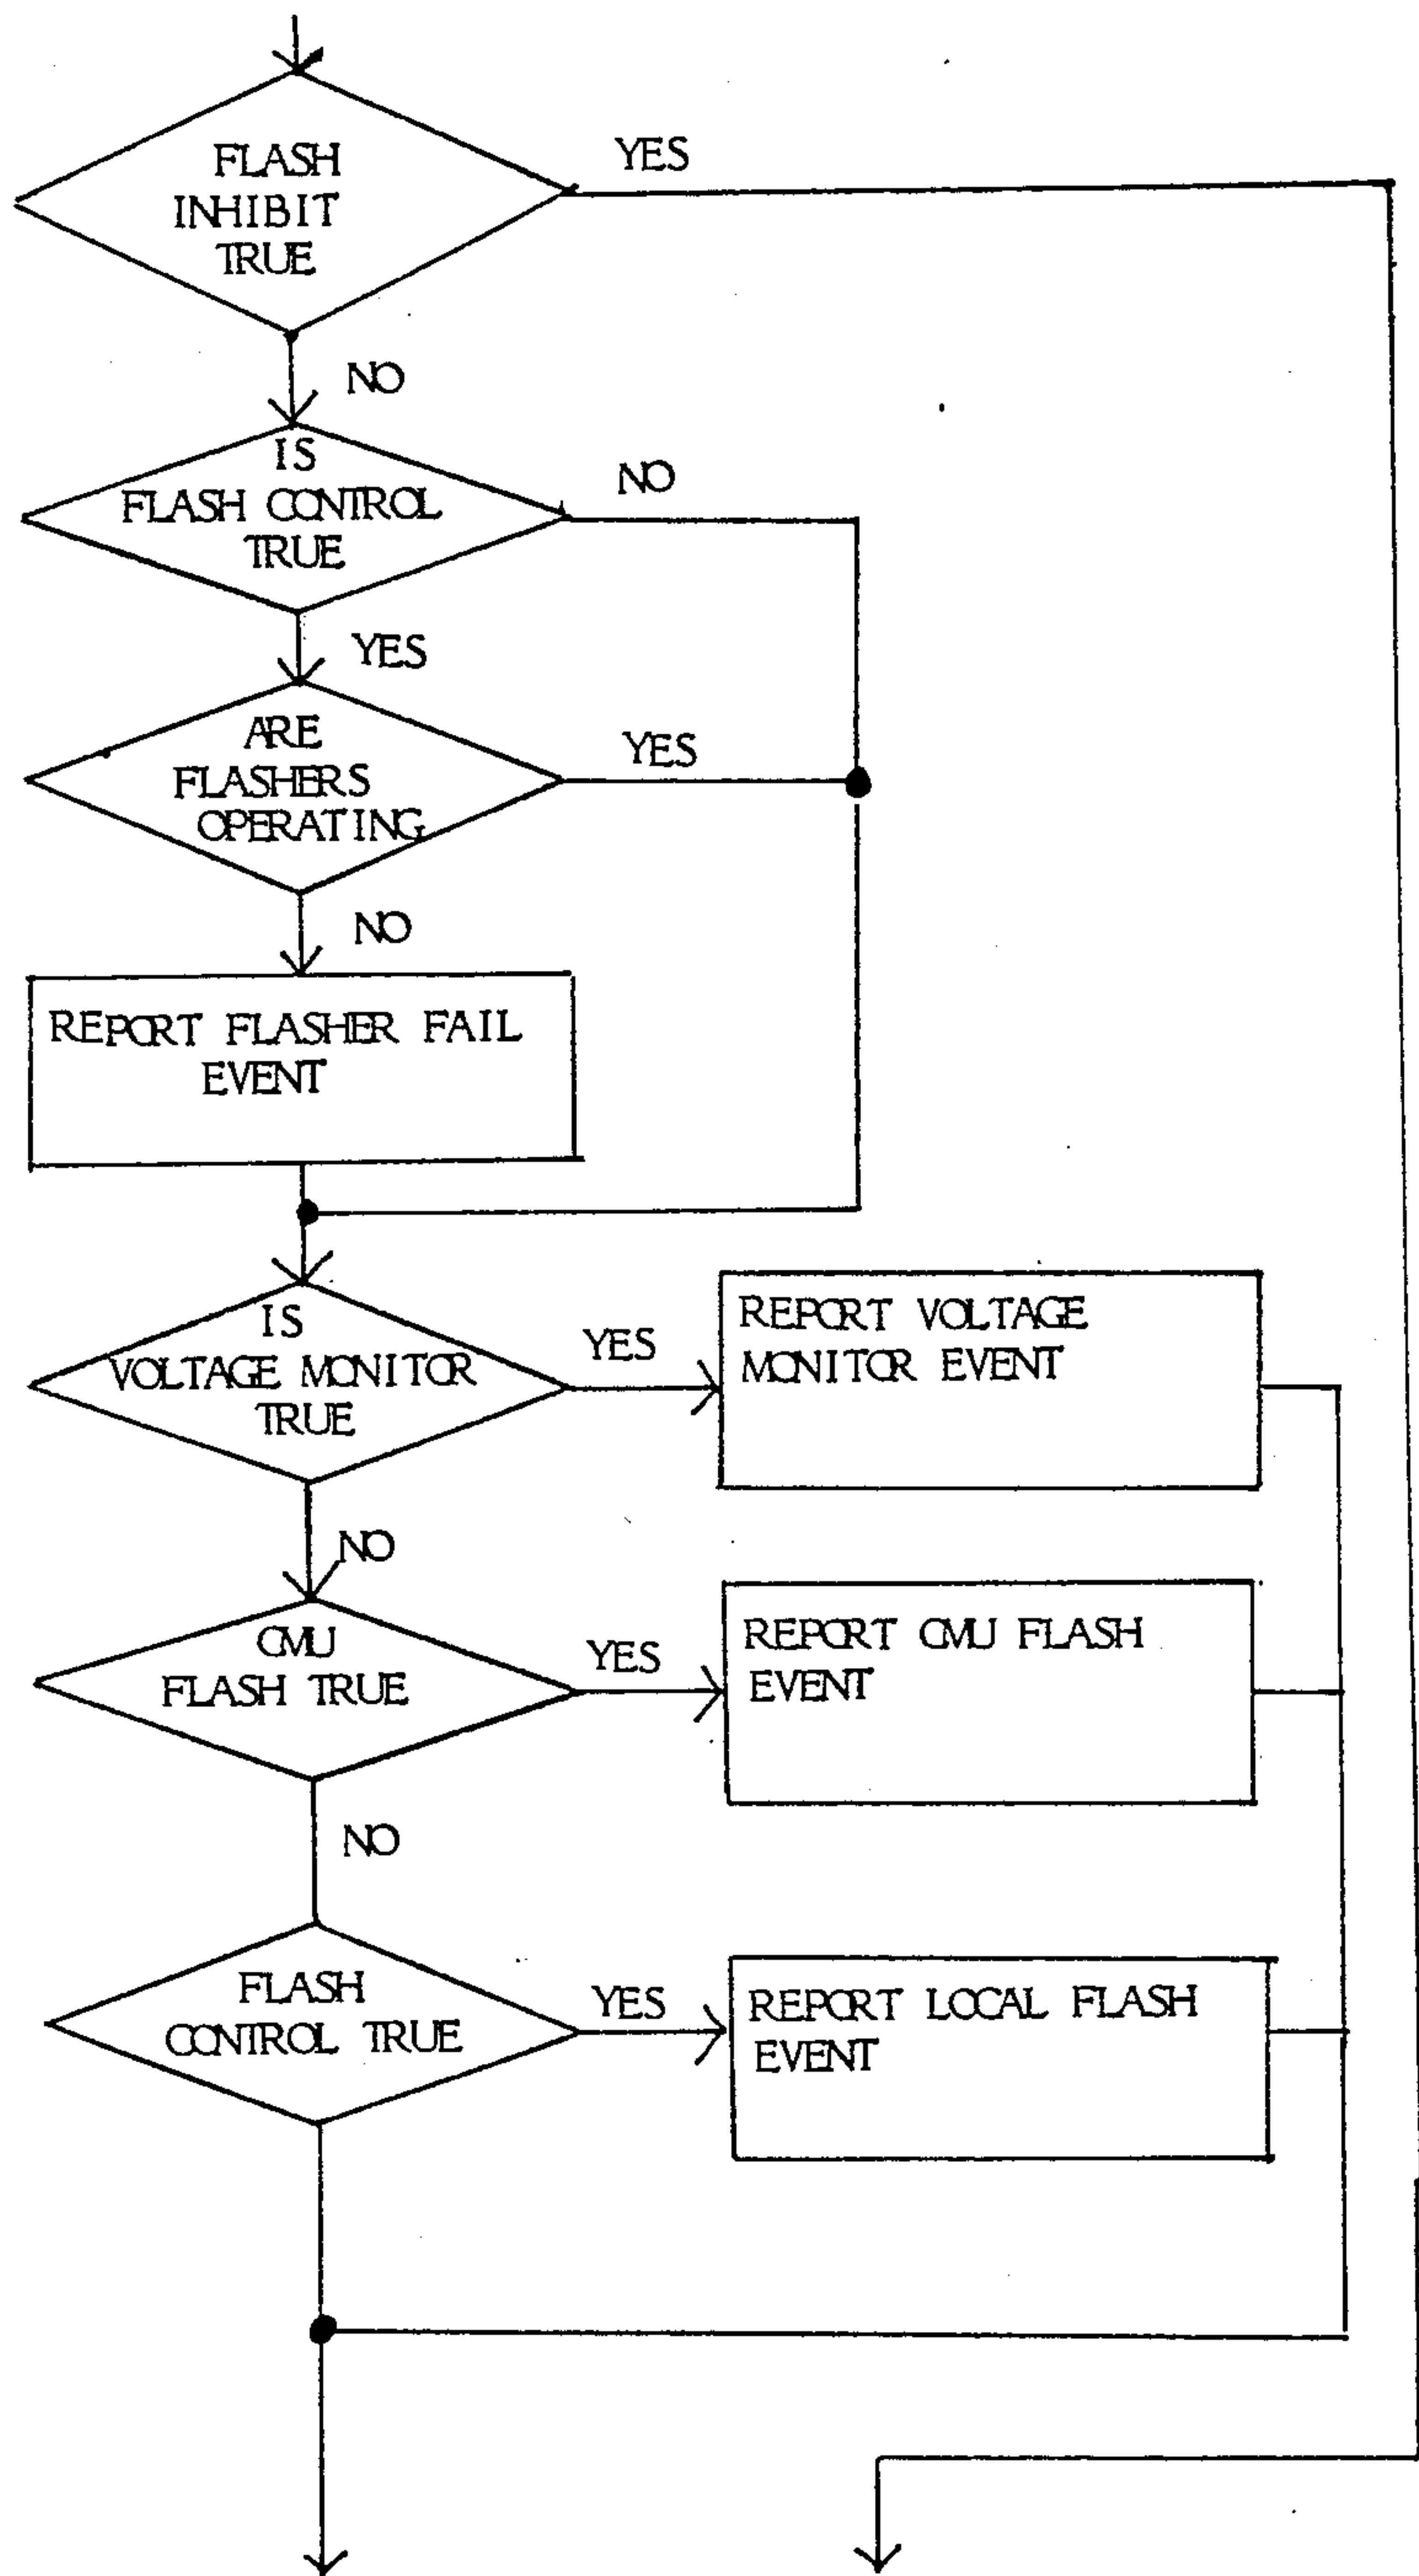 FLASH
INHIBIT
TRUE
YES
NO
IS
FLASH CONTROL
TRUE
NO
YES
ARE
FLASHERS
OPERATING
YES
NO
REPORT FLASHER FAIL
EVENT
IS
VOLTAGE MONITOR
TRUE
YES
REPORT VOLTAGE
MONITOR EVENT
NO
CMU
FLASH TRUE
YES
REPORT CMU FLASH
EVENT
NO
FLASH
CONTROL TRUE
YES
REPORT LOCAL FLASH
EVENT